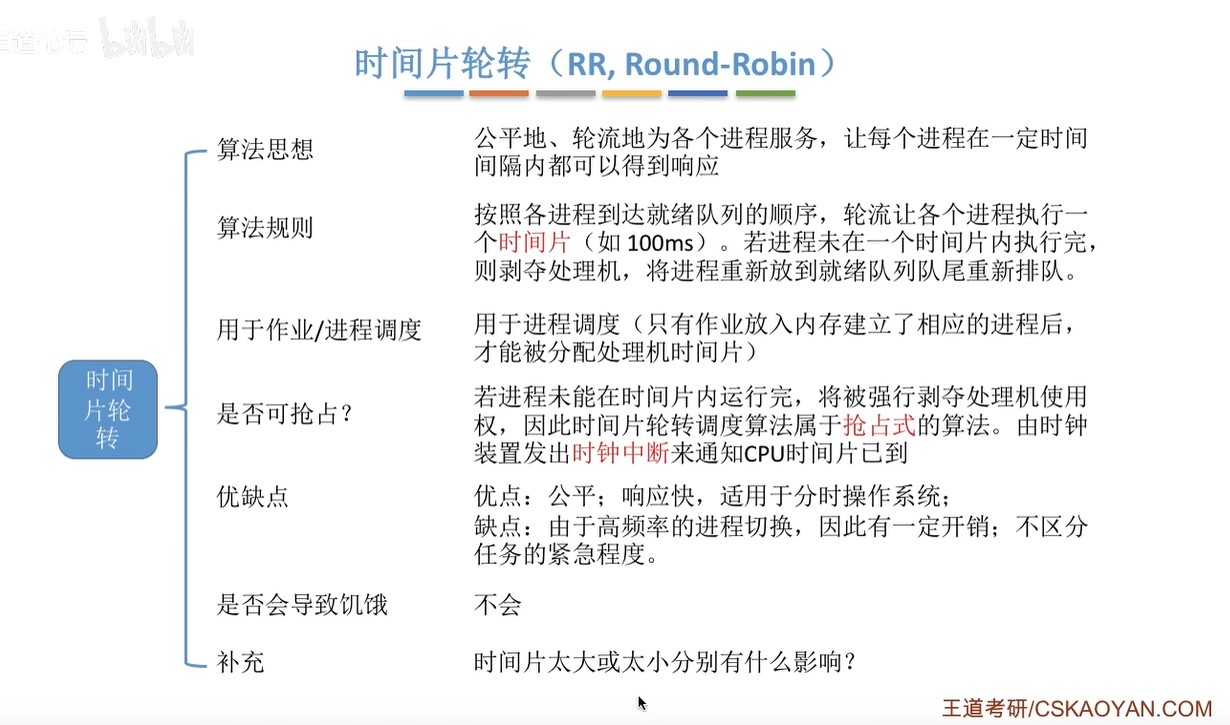 bilibili
时间片轮转（RR, Round-Robin）
算法思想
公平地、轮流地为各个进程服务，让每个进程在一定时间
间隔内都可以得到响应
算法规则
按照各进程到达就绪队列的顺序，轮流让各个进程执行一
个时间片（如 100ms）。若进程未在一个时间片内执行完，
则剥夺处理机，将进程重新放到就绪队列队尾重新排队。
用于作业/进程调度
用于进程调度（只有作业放入内存建立了相应的进程后，
才能被分配处理机时间片）
时间
片轮
转
是否可抢占？
若进程未能在时间片内运行完，将被强行剥夺处理机使用
权，因此时间片轮转调度算法属于抢占式的算法。由时钟
装置发出时钟中断来通知CPU时间片已到
优缺点
优点：公平；响应快，适用于分时操作系统；
缺点：由于高频率的进程切换，因此有一定开销；不区分
任务的紧急程度。
是否会导致饥饿
不会
补充
时间片太大或太小分别有什么影响？
王道考研/CSKAOYAN.COM